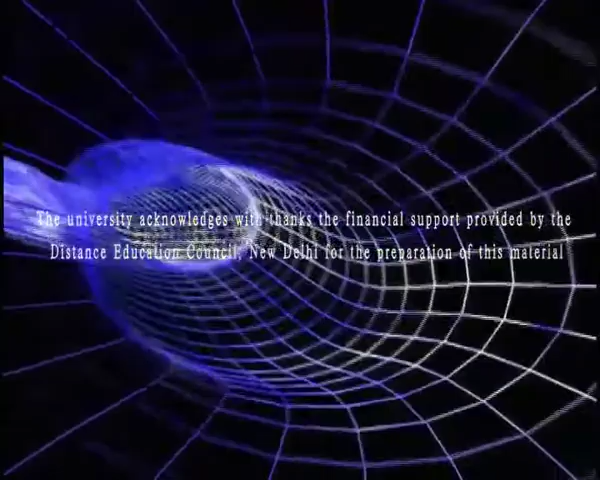 The university acknowledges with thanks the financial support provided by the
Distance Education Council, New Delhi for the preparation of this material